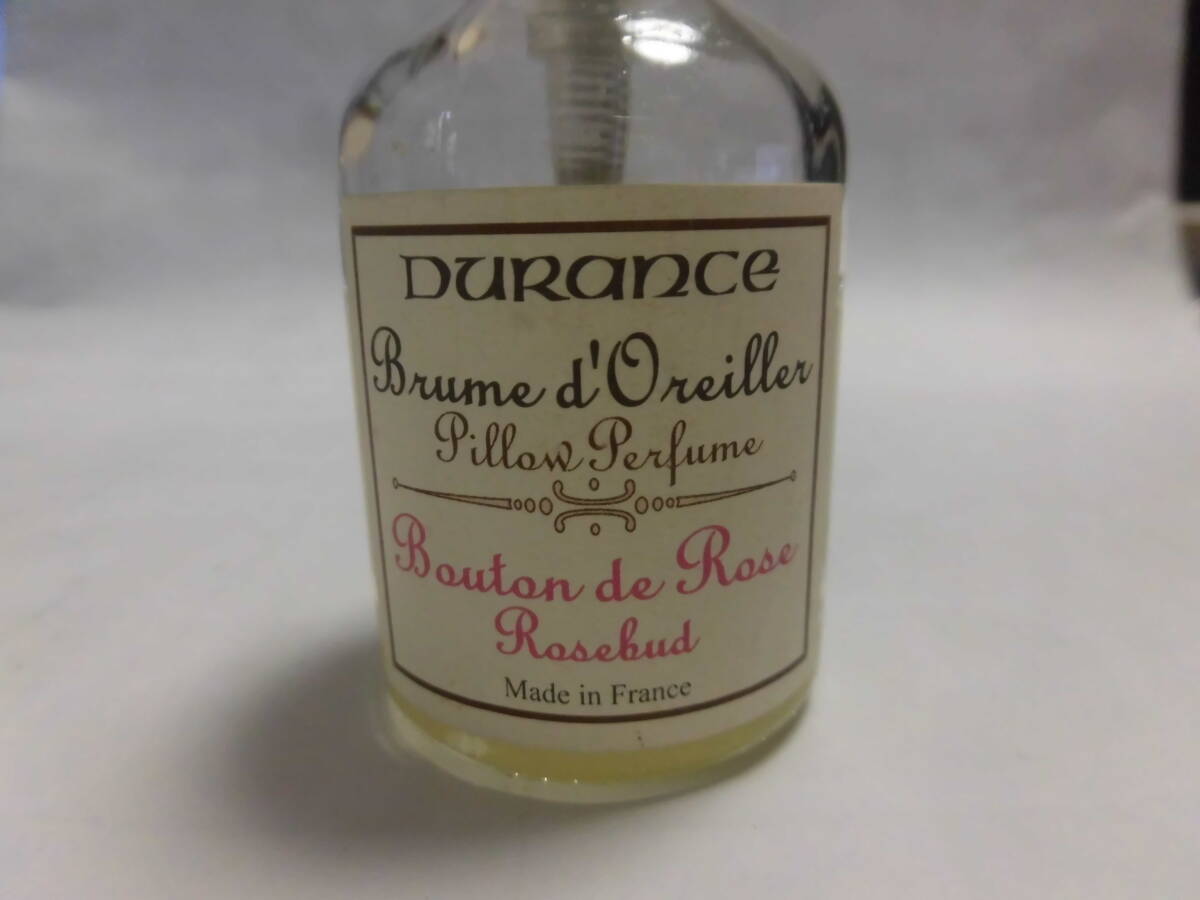 DURANCE
Brume d'Oreiller
Pillow Perfume
Bouton de Rose
Rosebud
Made in France